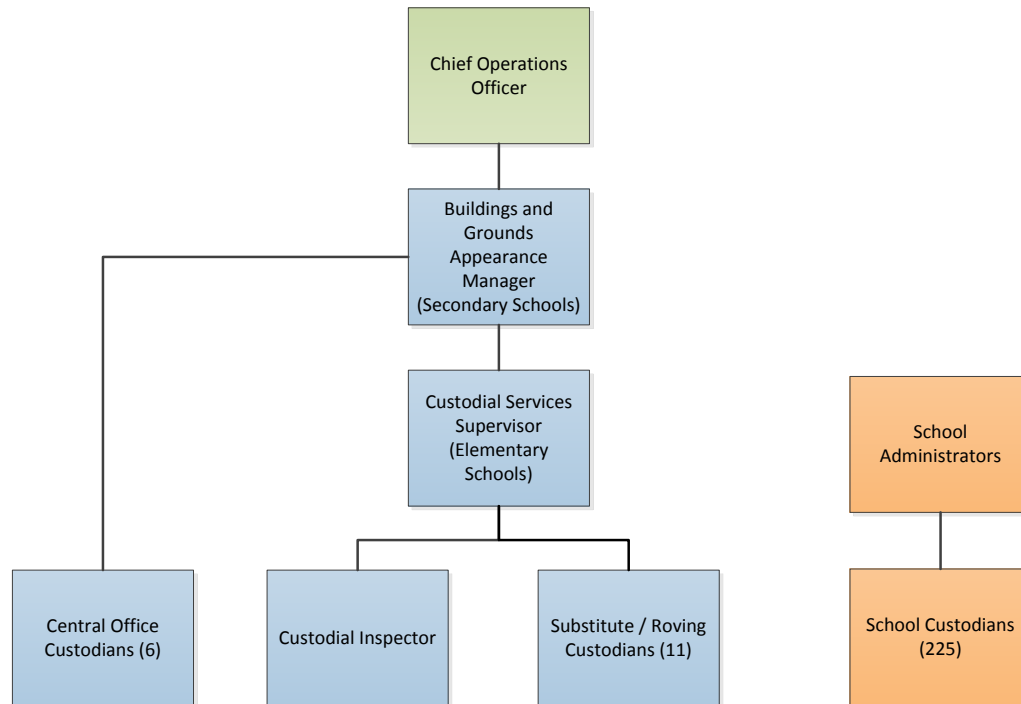 Chief Operations
Officer
Buildings and
Grounds
Appearance
Manager
(Secondary Schools)
Custodial Services
Supervisor
(Elementary
Schools)
School
Administrators
Central Office
Custodians (6)
Custodial Inspector
Substitute / Roving
Custodians (11)
School Custodians
(225)